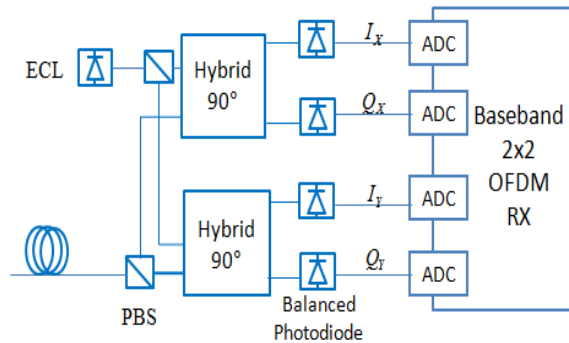 ECL
Hybrid
90°
I_X
ADC
Q_X
ADC
Baseband
2x2
OFDM
RX
Hybrid
90°
I_Y
ADC
Q_Y
ADC
PBS
Balanced
Photodiode